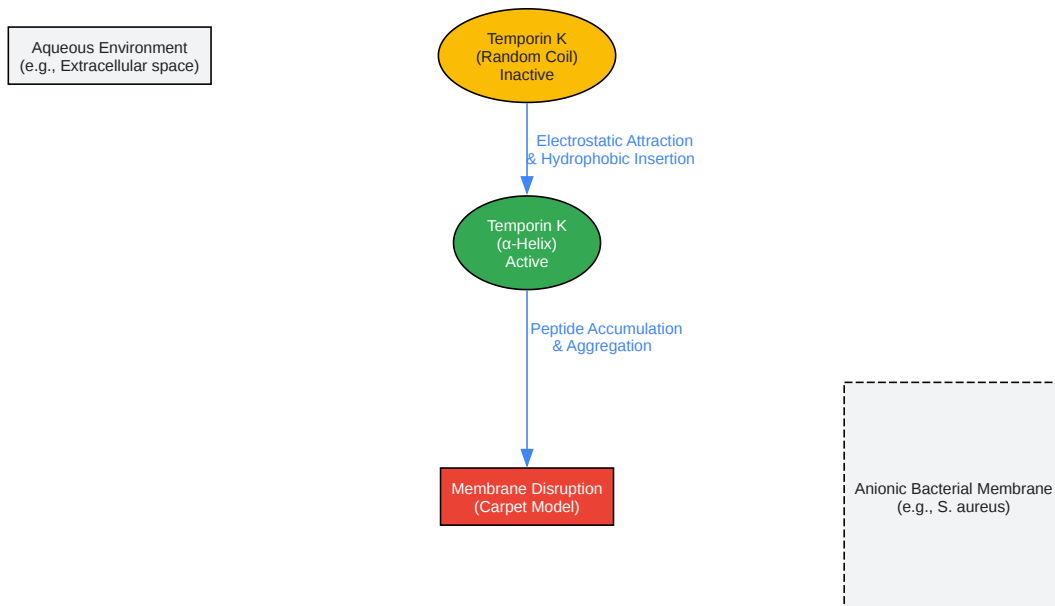 Aqueous Environment
(e.g., Extracellular space)
Temporin K
(Random Coil)
Inactive
Electrostatic Attraction
& Hydrophobic Insertion
Temporin K
(α-Helix)
Active
Peptide Accumulation
& Aggregation
Membrane Disruption
(Carpet Model)
Anionic Bacterial Membrane
(e.g., S. aureus)